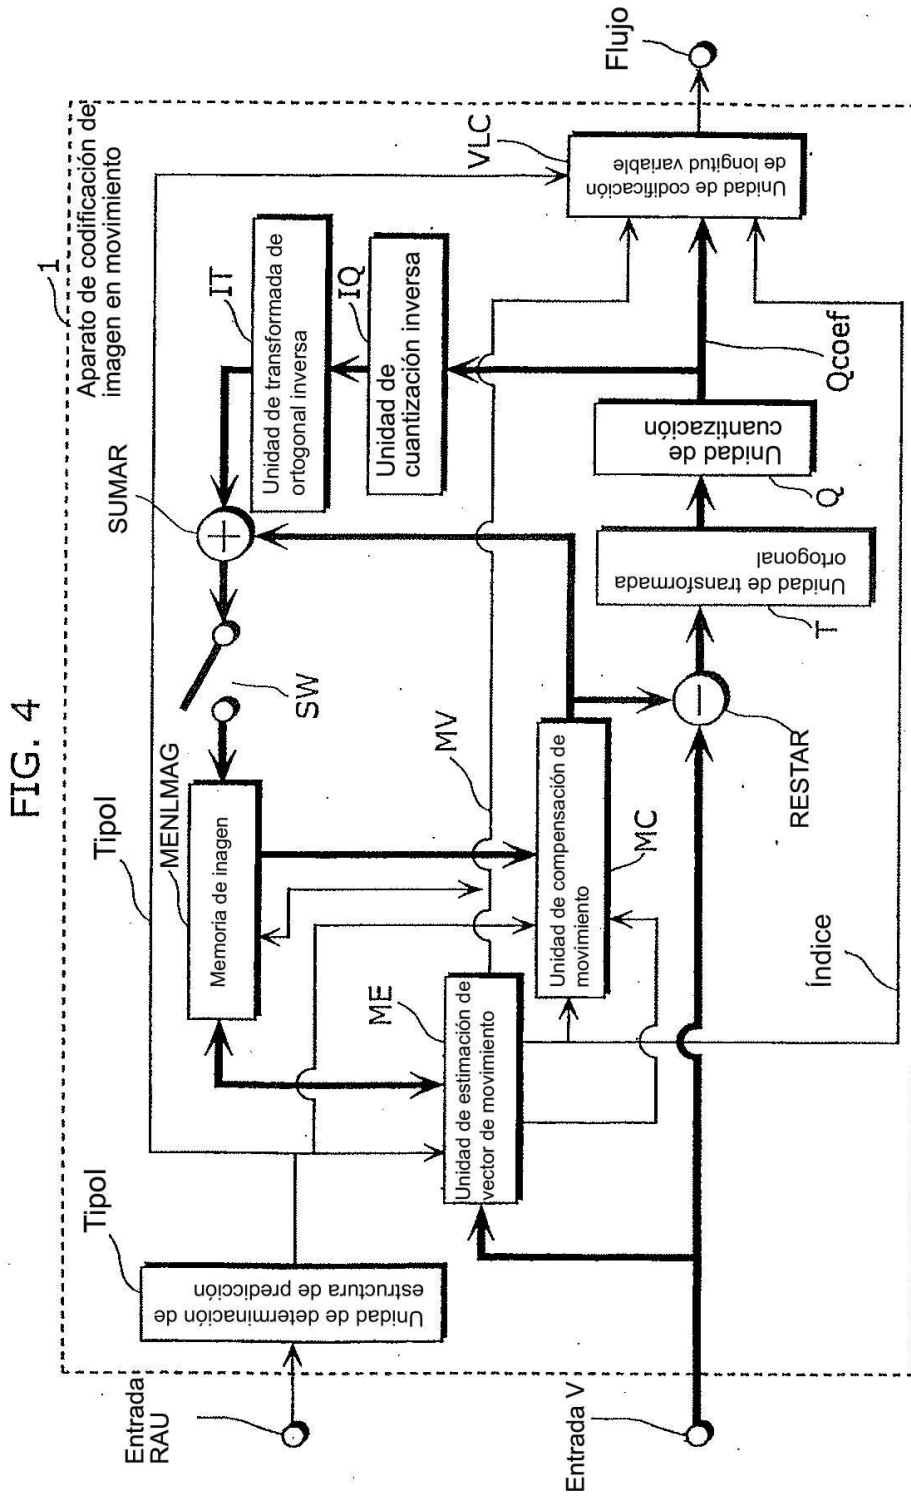 FIG. 4
1
Aparato de codificación de
imagen en movimiento
Entrada
RAU
Unidad de determinación de
estructura de predicción
TipoI
TipoI
MENLMAG
Memoria de imagen
SW
SUMAR
IT
Unidad de transformada de
ortogonal inversa
IQ
Unidad de
cuantización inversa
VLC
Unidad de codificación
de longitud variable
Flujo
ME
Unidad de estimación de
vector de movimiento
MV
Unidad de compensación de
movimiento
MC
Entrada V
RESTAR
Unidad de transformada
ortogonal
T
Unidad de
cuantización
Q
Qcoef
Índice